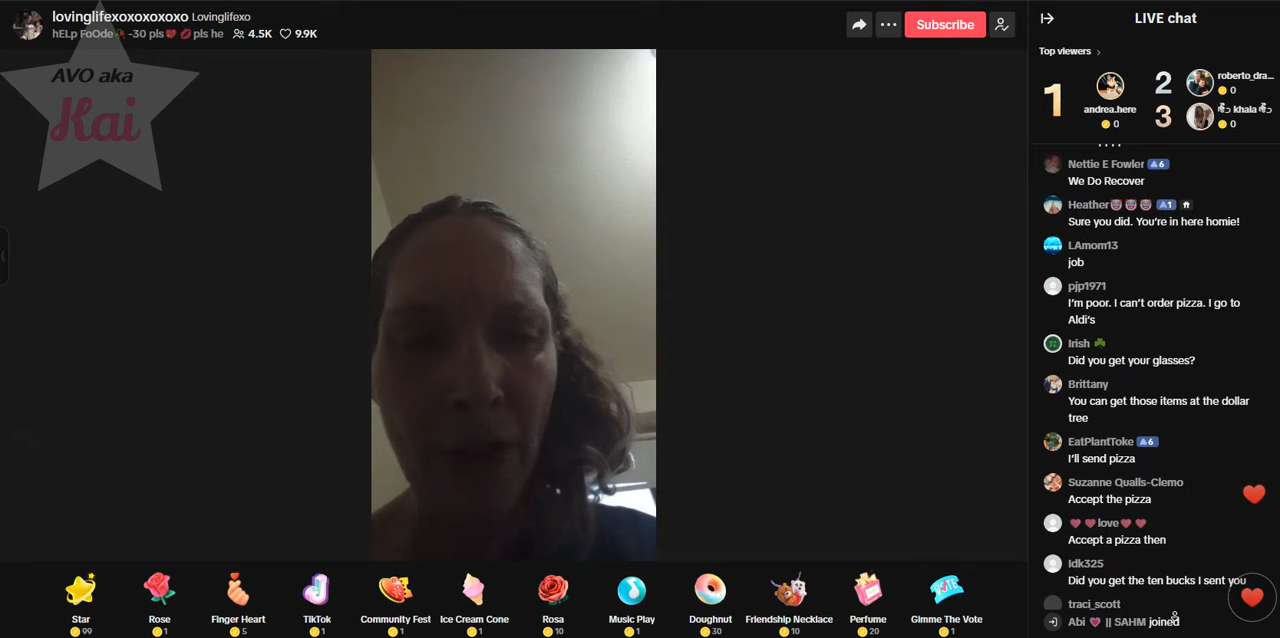 lovinglifexoxoxoxoxo Lovinglifexo
hELp FoOde -30 pls he 4.5K 9.9K
AVO aka
Kai
Subscribe
LIVE chat
Top viewers >
1 andrea.here 0
2 roberto_dra... 0
3 khala 0
Nettie E Fowler 6
We Do Recover
Heather 1
Sure you did. You're in here homie!
LAmom13
job
pjp1971
I'm poor. I can't order pizza. I go to
Aldi's
Irish
Did you get your glasses?
Brittany
You can get those items at the dollar
tree
EatPlantToke 6
I'll send pizza
Suzanne Qualls-Clemo
Accept the pizza
love
Accept a pizza then
Idk325
Did you get the ten bucks I sent you
traci_scott
Abi || SAHM joined
Star Rose Finger Heart TikTok Community Fest Ice Cream Cone Rosa Music Play Doughnut Friendship Necklace Perfume GImme The Vote
99 1 5 1 1 1 10 1 30 10 20 1